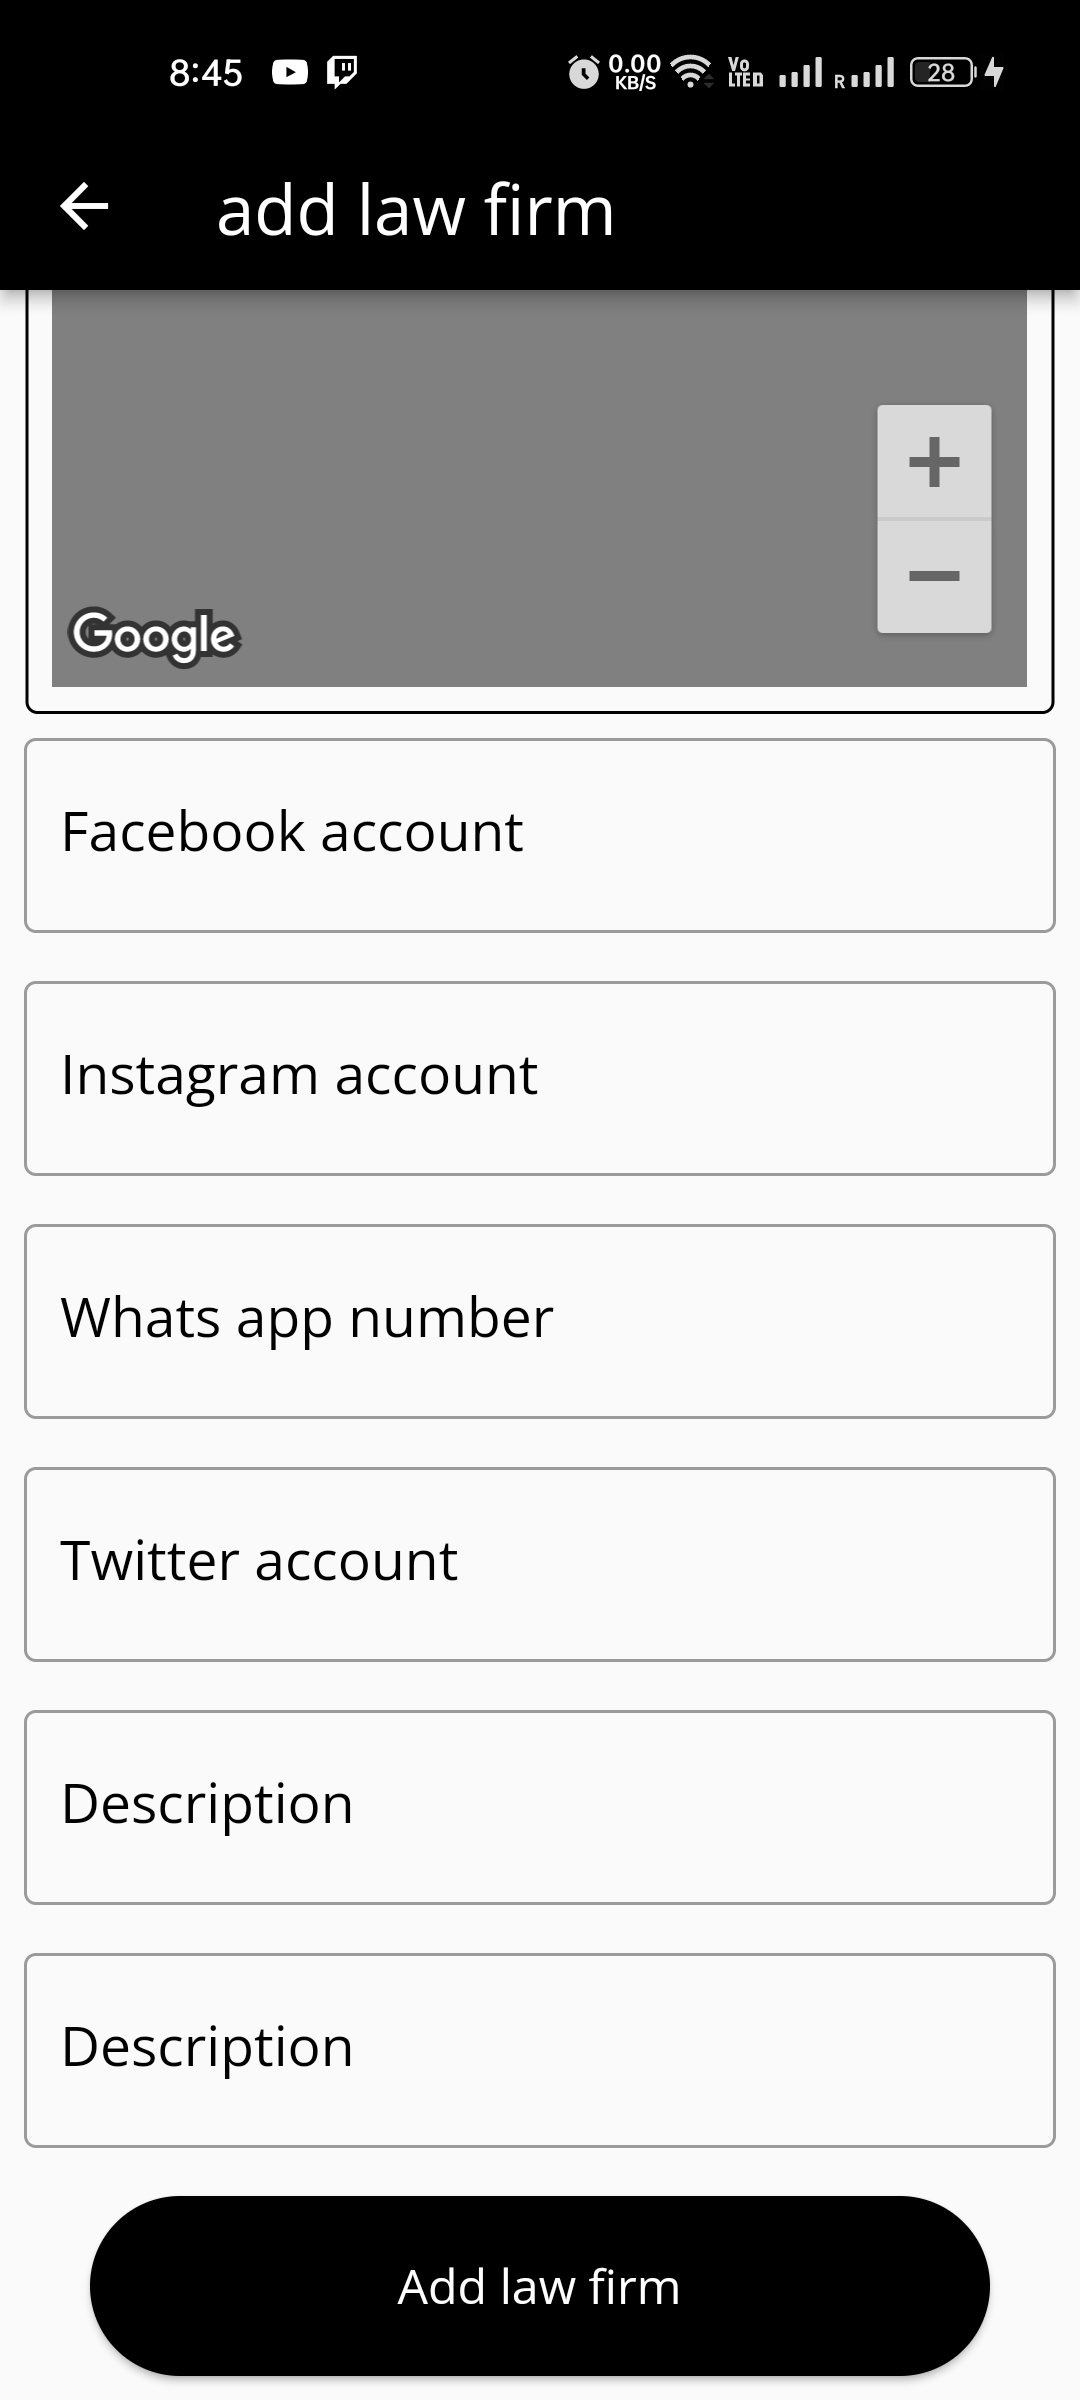 8:45
0.00 KB/S
Vo LTED
R
28
add law firm
Google
Facebook account
Instagram account
Whats app number
Twitter account
Description
Description
Add law firm